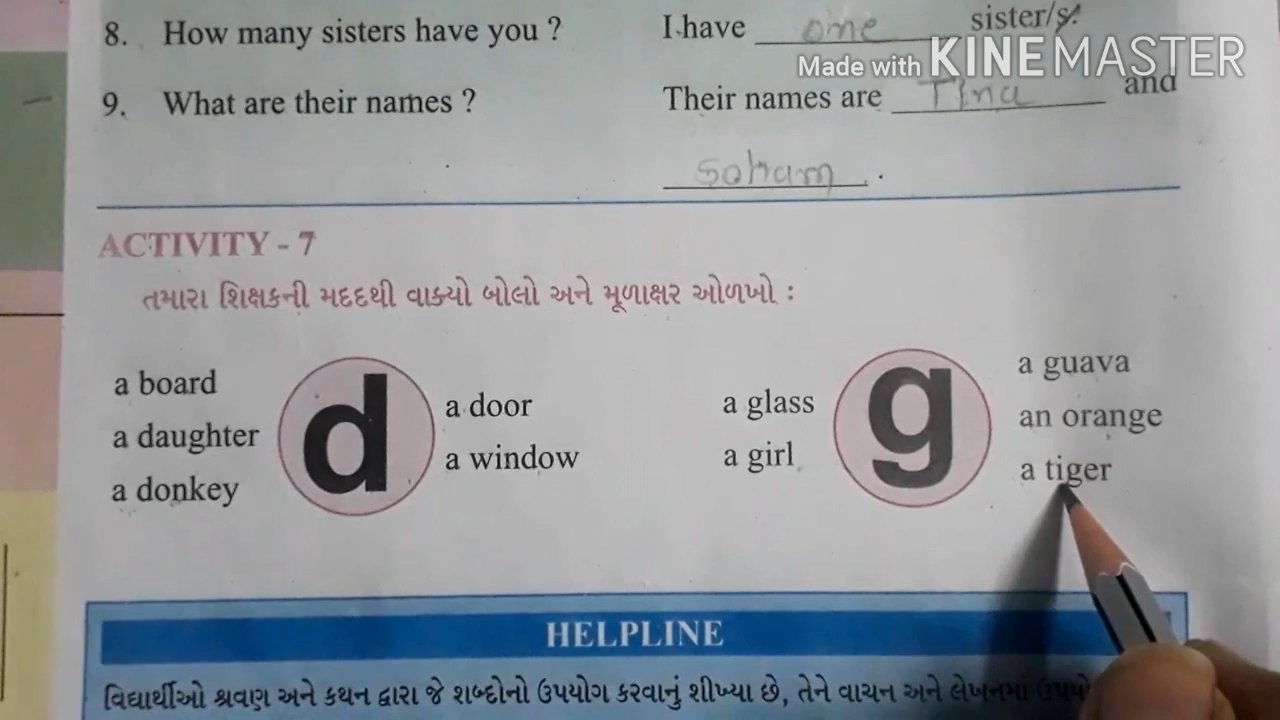 8. How many sisters have you ? I have one sister/s.
Made with KINEMASTER
9. What are their names ? Their names are Tina and
Soham .
ACTIVITY - 7
તમારા શિક્ષકની મદદથી વાક્યો બોલો અને મૂળાક્ષર ઓળખો :
a board
a daughter
a donkey
d
a door
a window
a glass
a girl
g
a guava
an orange
a tiger
HELPLINE
વિદ્યાર્થીઓ શ્રવણ અને કથન દ્વારા જે શબ્દોનો ઉપયોગ કરવાનું શીખ્યા છે, તેને વાચન અને લેખનમાં